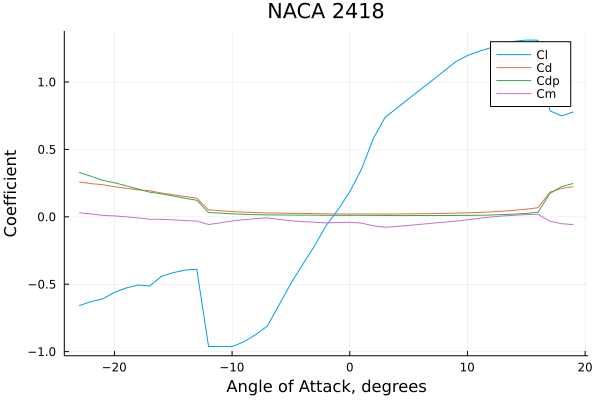 NACA 2418
Cl
Cd
Cdp
Cm
1.0
0.5
0.0
−0.5
−1.0
Coefficient
−20
−10
0
10
20
Angle of Attack, degrees